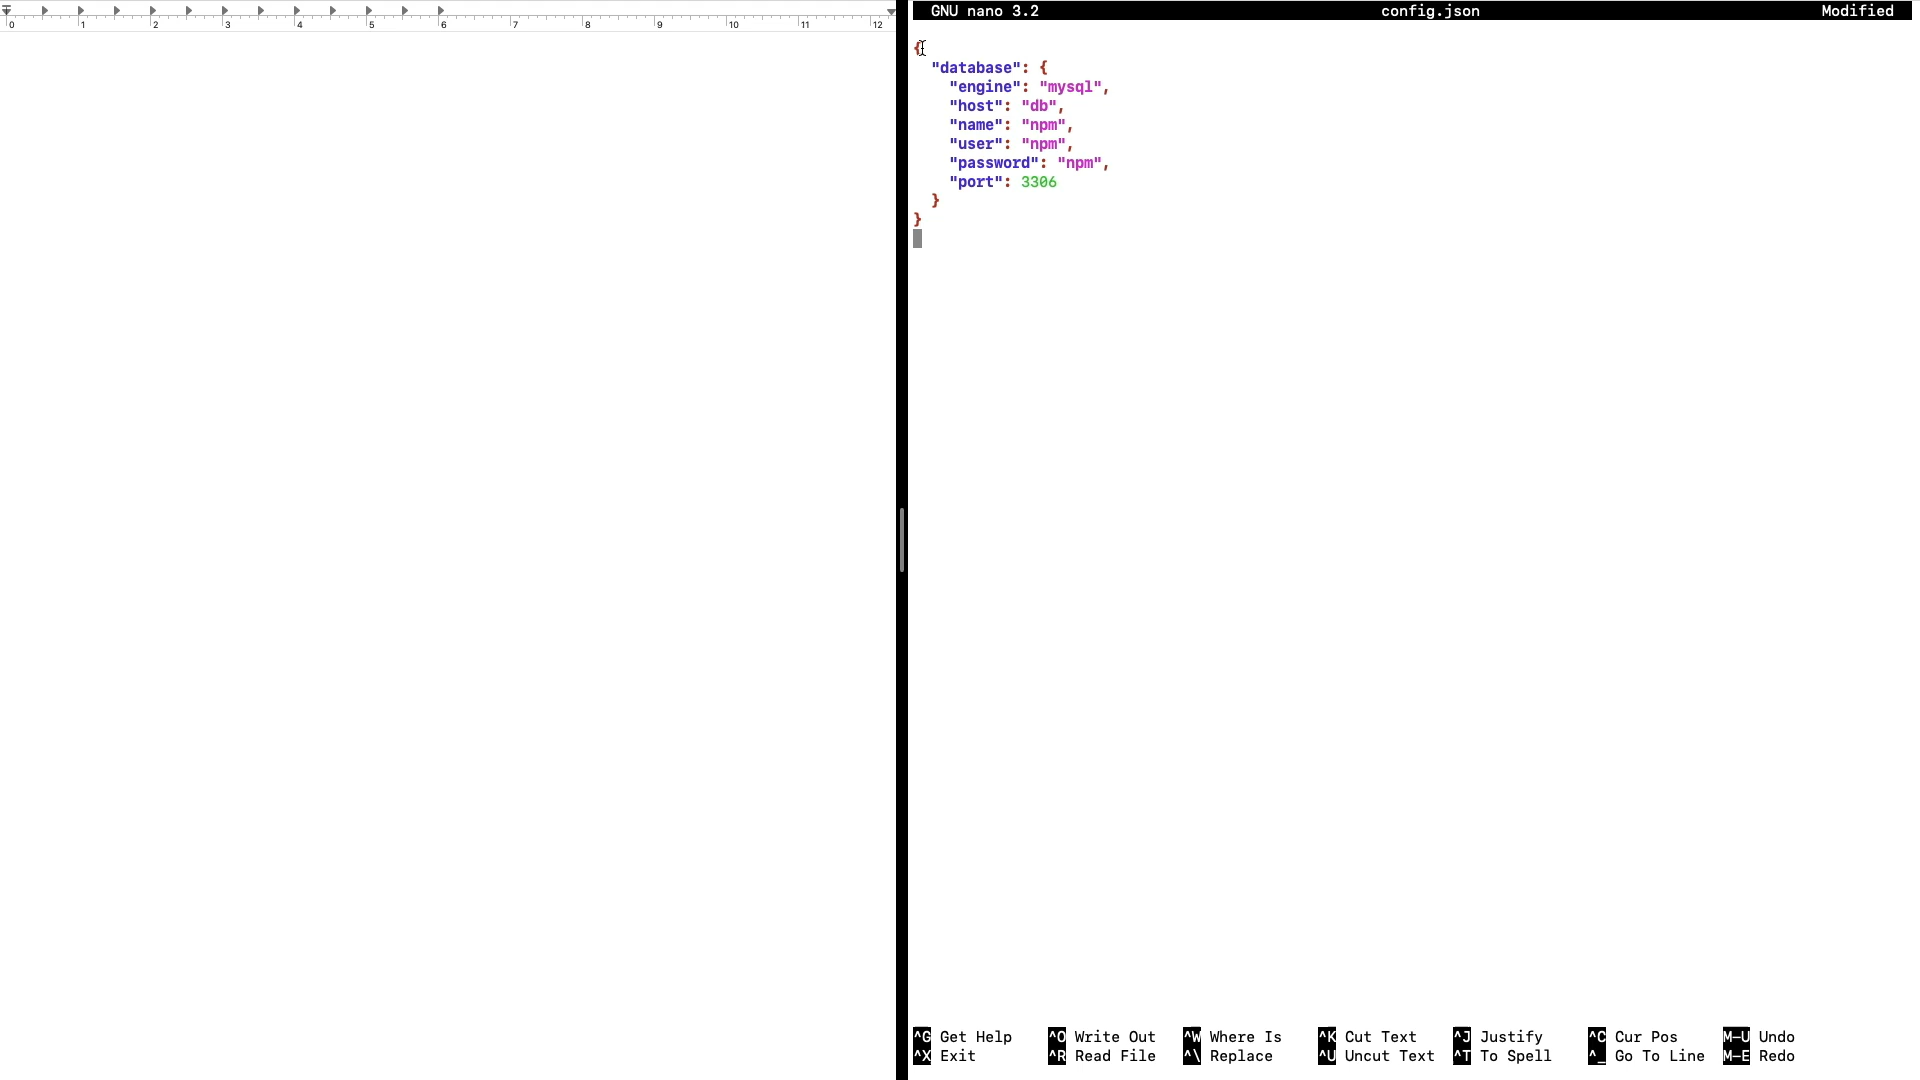 0 1 2 3 4 5 6 7 8 9 10 11 12
GNU nano 3.2 config.json Modified
{
  "database": {
    "engine": "mysql",
    "host": "db",
    "name": "npm",
    "user": "npm",
    "password": "npm",
    "port": 3306
  }
}
^G Get Help ^O Write Out ^W Where Is ^K Cut Text ^J Justify ^C Cur Pos M-U Undo
^X Exit ^R Read File ^\ Replace ^U Uncut Text ^T To Spell ^_ Go To Line M-E Redo